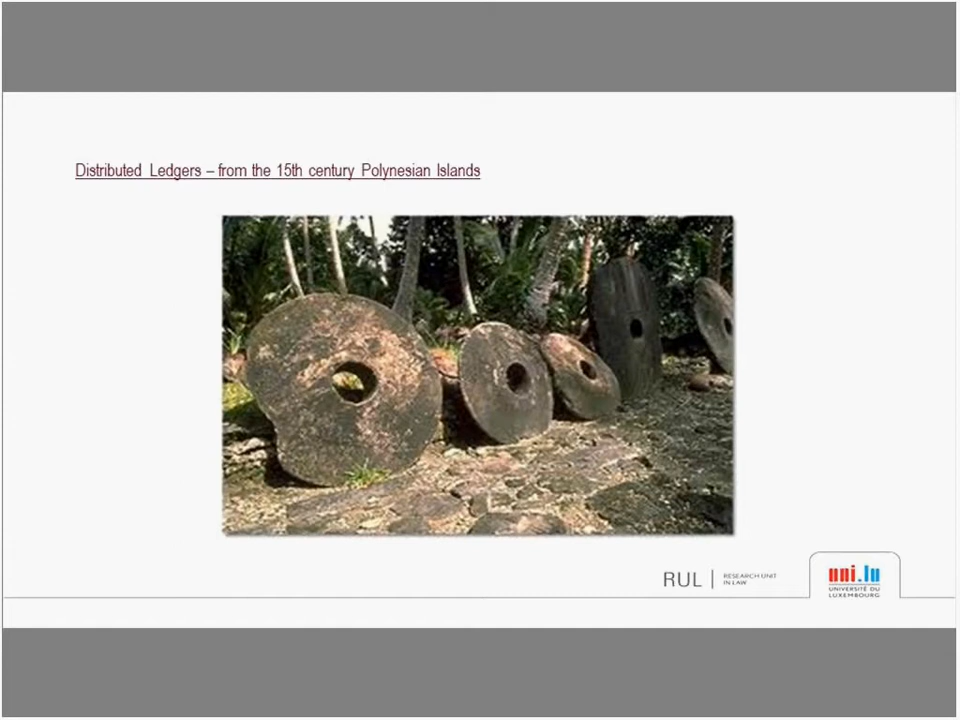 Distributed Ledgers – from the 15th century Polynesian Islands
RUL
RESEARCH UNIT
IN LAW
uni.lu
UNIVERSITÉ DU
LUXEMBOURG